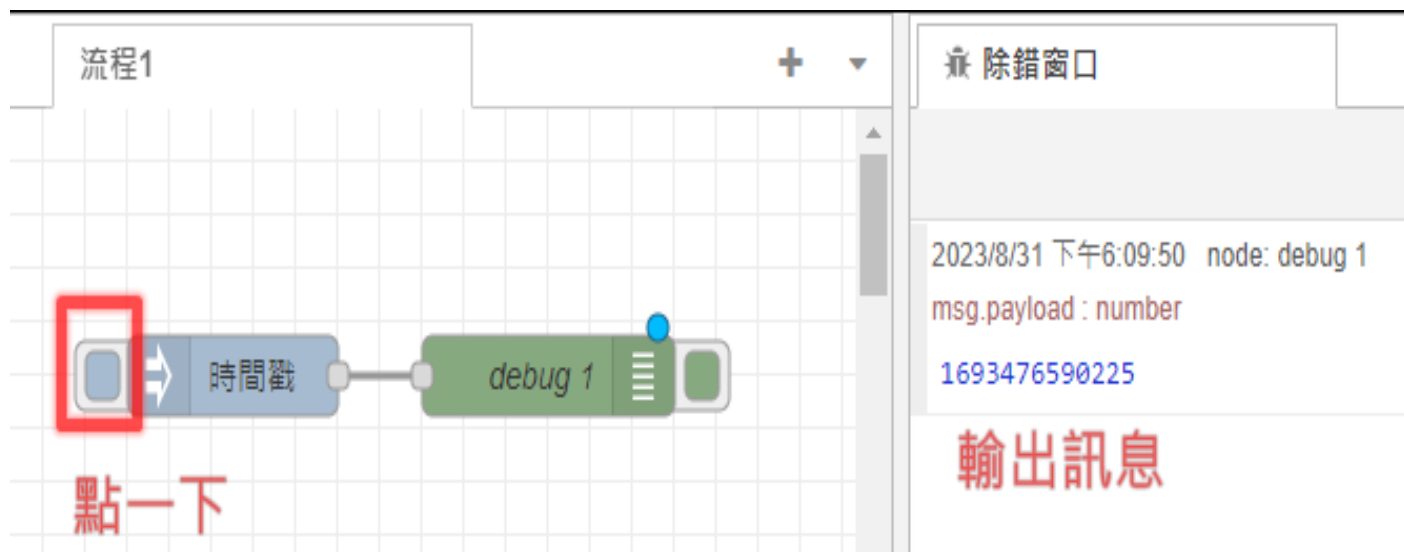 流程1
除錯窗口
2023/8/31 下午6:09:50 node: debug 1
msg.payload : number
1693476590225
時間戳
debug 1
點一下
輸出訊息